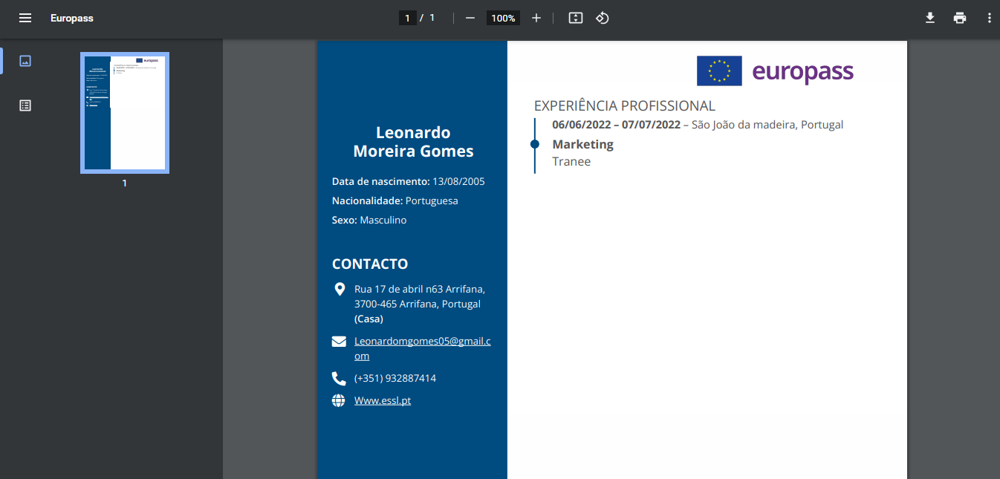 Europass
1 / 1
100%
1
europass
Leonardo
Moreira Gomes
Data de nascimento: 13/08/2005
Nacionalidade: Portuguesa
Sexo: Masculino
CONTACTO
Rua 17 de abril n63 Arrifana,
3700-465 Arrifana, Portugal
(Casa)
Leonardomgomes05@gmail.c
om
(+351) 932887414
Www.essl.pt
EXPERIÊNCIA PROFISSIONAL
06/06/2022 – 07/07/2022 – São João da madeira, Portugal
Marketing
Tranee